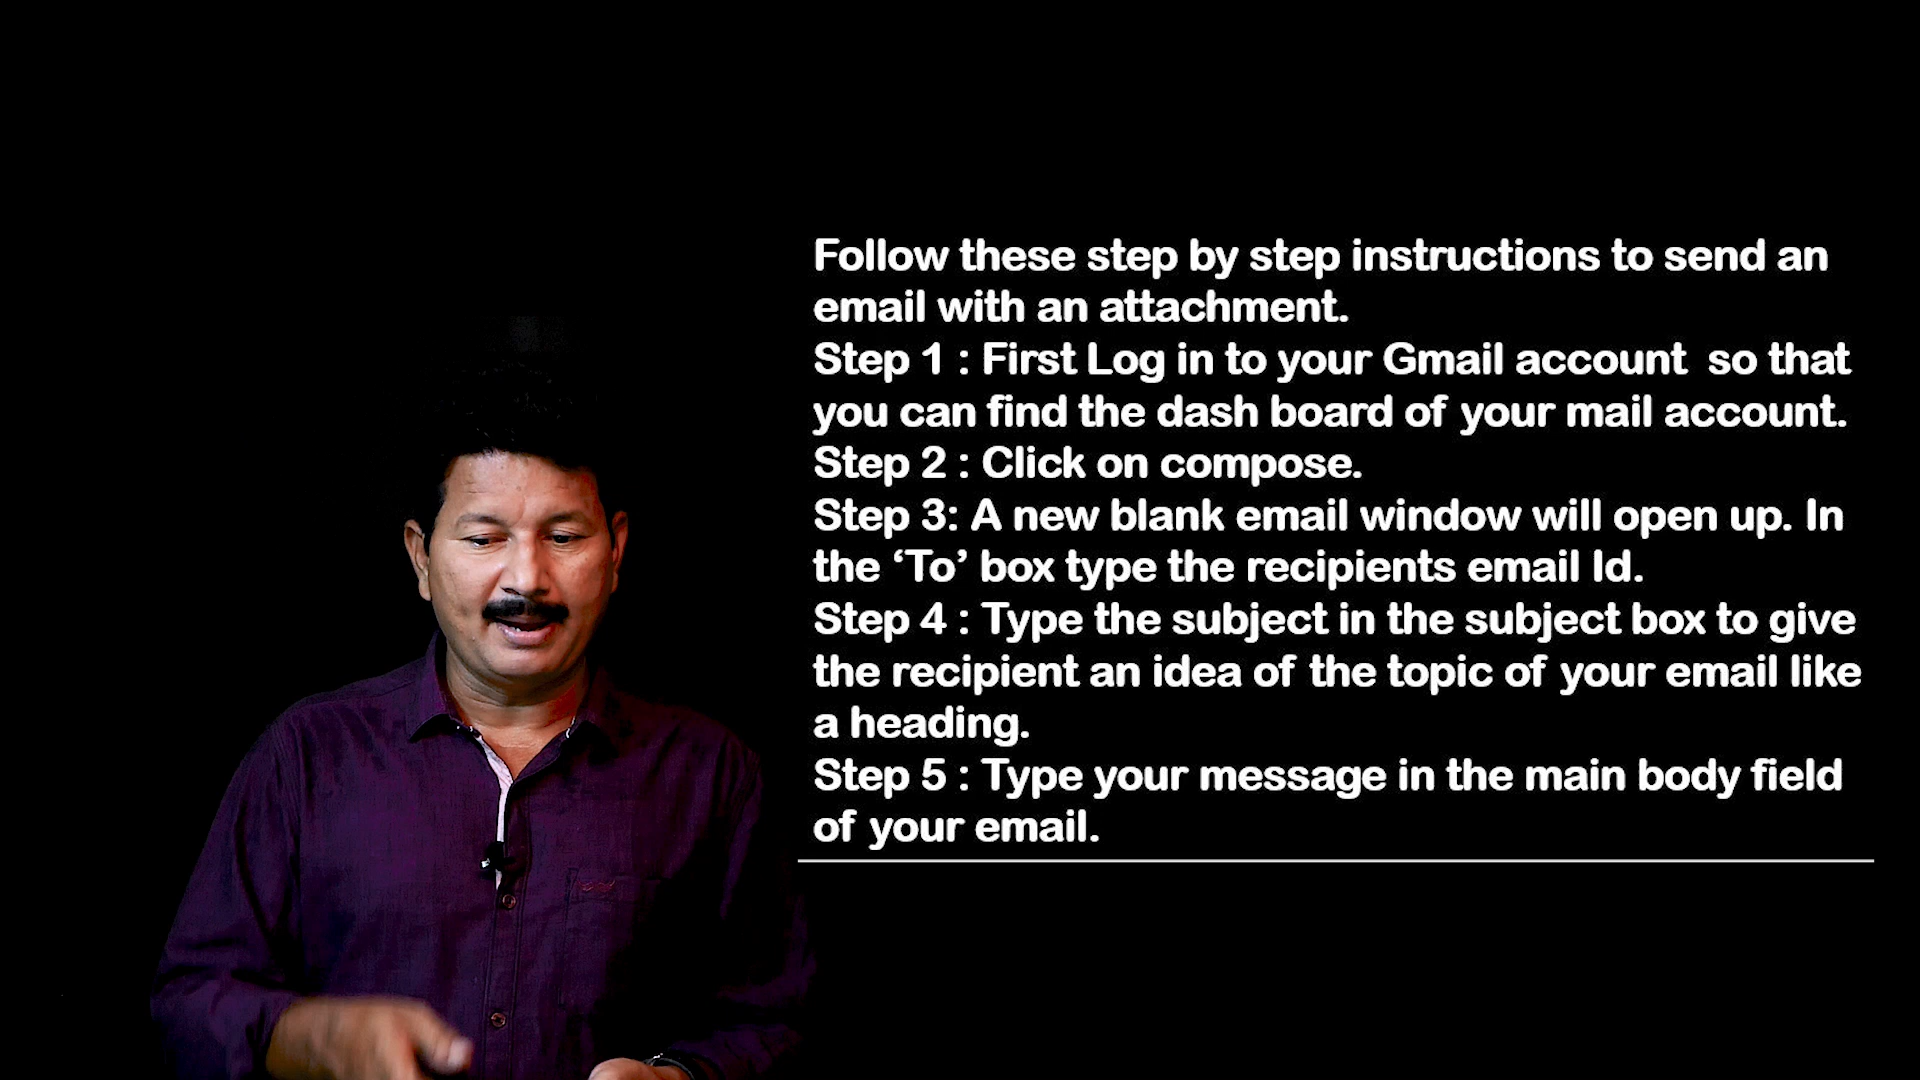 Follow these step by step instructions to send an
email with an attachment.
Step 1 : First Log in to your Gmail account  so that
you can find the dash board of your mail account.
Step 2 : Click on compose.
Step 3: A new blank email window will open up. In
the ‘To’ box type the recipients email Id.
Step 4 : Type the subject in the subject box to give
the recipient an idea of the topic of your email like
a heading.
Step 5 : Type your message in the main body field
of your email.